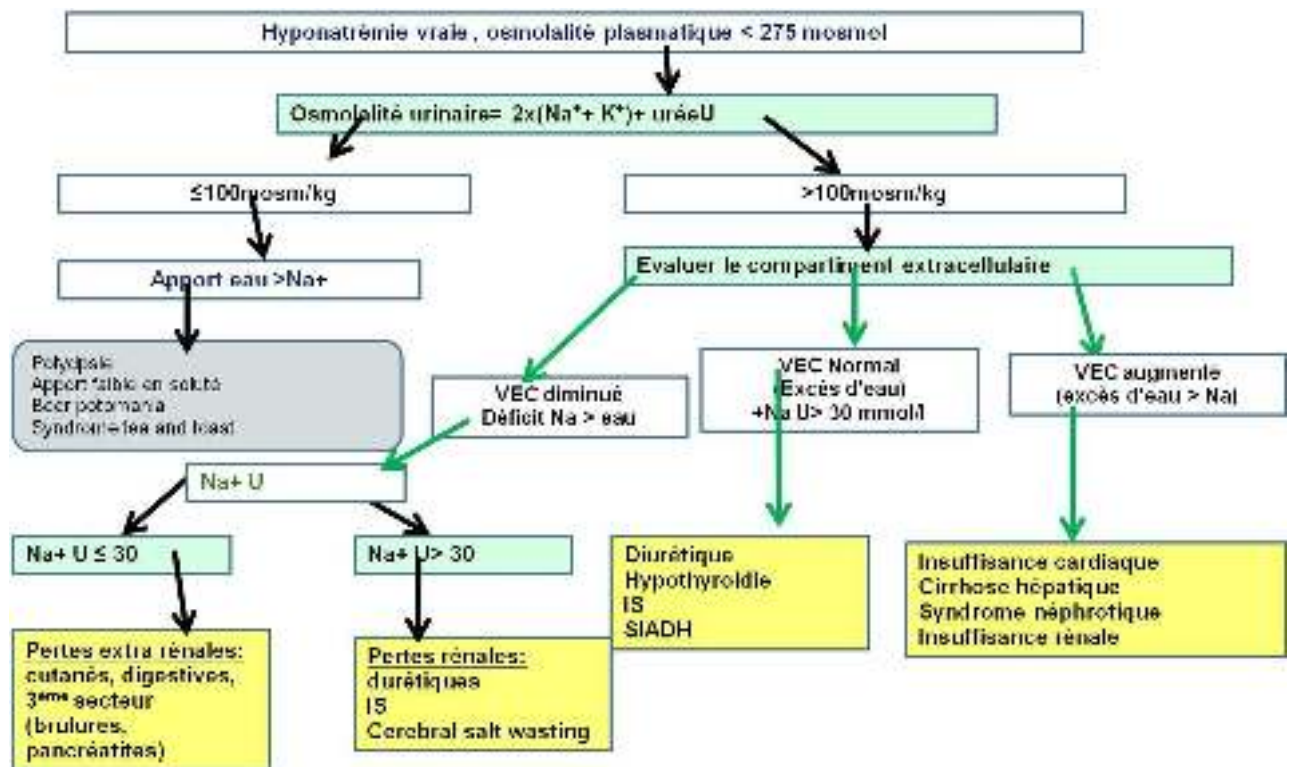 Hyponatrémie vraie , osmolalité plasmatique < 275 mosmol
Osmolalité urinaire= 2x(Na⁺+ K⁺)+ uréeU
≤100mosm/kg
>100mosm/kg
Apport eau >Na+
Evaluer le compartiment extracellulaire
Polydipsie
Apport faible en soluté
Beer potomania
Syndrome tea and toast
VEC diminué
Déficit Na > eau
VEC Normal
(Excès d'eau)
+Na U> 30 mmol/l
VEC augmente
(excès d'eau > Na)
Na+ U
Na+ U ≤ 30
Na+ U> 30
Diurétique
Hypothyroidie
IS
SIADH
Insuffisance cardiaque
Cirrhose hépatique
Syndrome néphrotique
Insuffisance rénale
Pertes extra rénales:
cutanés, digestives,
3ème secteur
(brulures,
pancréatites)
Pertes rénales:
durétiques
IS
Cerebral salt wasting